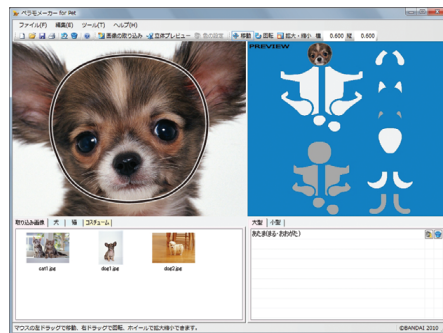 ペラモメーカー for Pet
ファイル(F) 編集(E) ツール(T) ヘルプ(H)
画像の取り込み 立体プレビュー 移動 回転 拡大・縮小 幅 0.600 縦 0.600
PREVIEW
取り込み画像 犬 猫 コスチューム
大型 小型
あたま(まる・おおがた)
cat1.jpg dog1.jpg dog2.jpg
マウスの左ドラッグで移動、右ドラッグで回転、ホイールで拡大縮小できます。
©BANDAI 2010